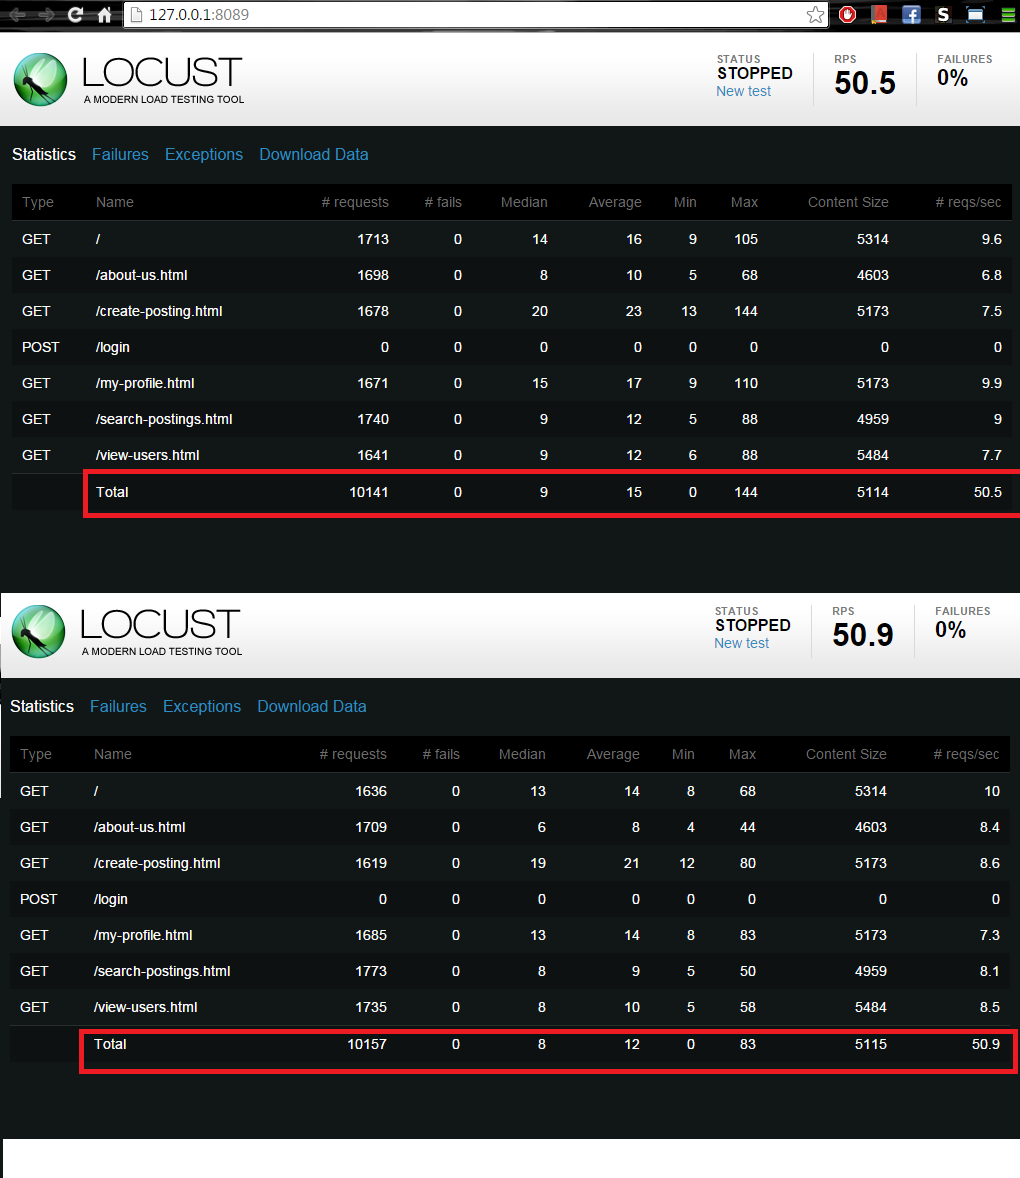 127.0.0.1:8089
LOCUST
A MODERN LOAD TESTING TOOL
STATUS
STOPPED
New test
RPS
50.5
FAILURES
0%
Statistics Failures Exceptions Download Data
Type Name # requests # fails Median Average Min Max Content Size # reqs/sec
GET / 1713 0 14 16 9 105 5314 9.6
GET /about-us.html 1698 0 8 10 5 68 4603 6.8
GET /create-posting.html 1678 0 20 23 13 144 5173 7.5
POST /login 0 0 0 0 0 0 0 0
GET /my-profile.html 1671 0 15 17 9 110 5173 9.9
GET /search-postings.html 1740 0 9 12 5 88 4959 9
GET /view-users.html 1641 0 9 12 6 88 5484 7.7
Total 10141 0 9 15 0 144 5114 50.5
LOCUST
A MODERN LOAD TESTING TOOL
STATUS
STOPPED
New test
RPS
50.9
FAILURES
0%
Statistics Failures Exceptions Download Data
Type Name # requests # fails Median Average Min Max Content Size # reqs/sec
GET / 1636 0 13 14 8 68 5314 10
GET /about-us.html 1709 0 6 8 4 44 4603 8.4
GET /create-posting.html 1619 0 19 21 12 80 5173 8.6
POST /login 0 0 0 0 0 0 0 0
GET /my-profile.html 1685 0 13 14 8 83 5173 7.3
GET /search-postings.html 1773 0 8 9 5 50 4959 8.1
GET /view-users.html 1735 0 8 10 5 58 5484 8.5
Total 10157 0 8 12 0 83 5115 50.9